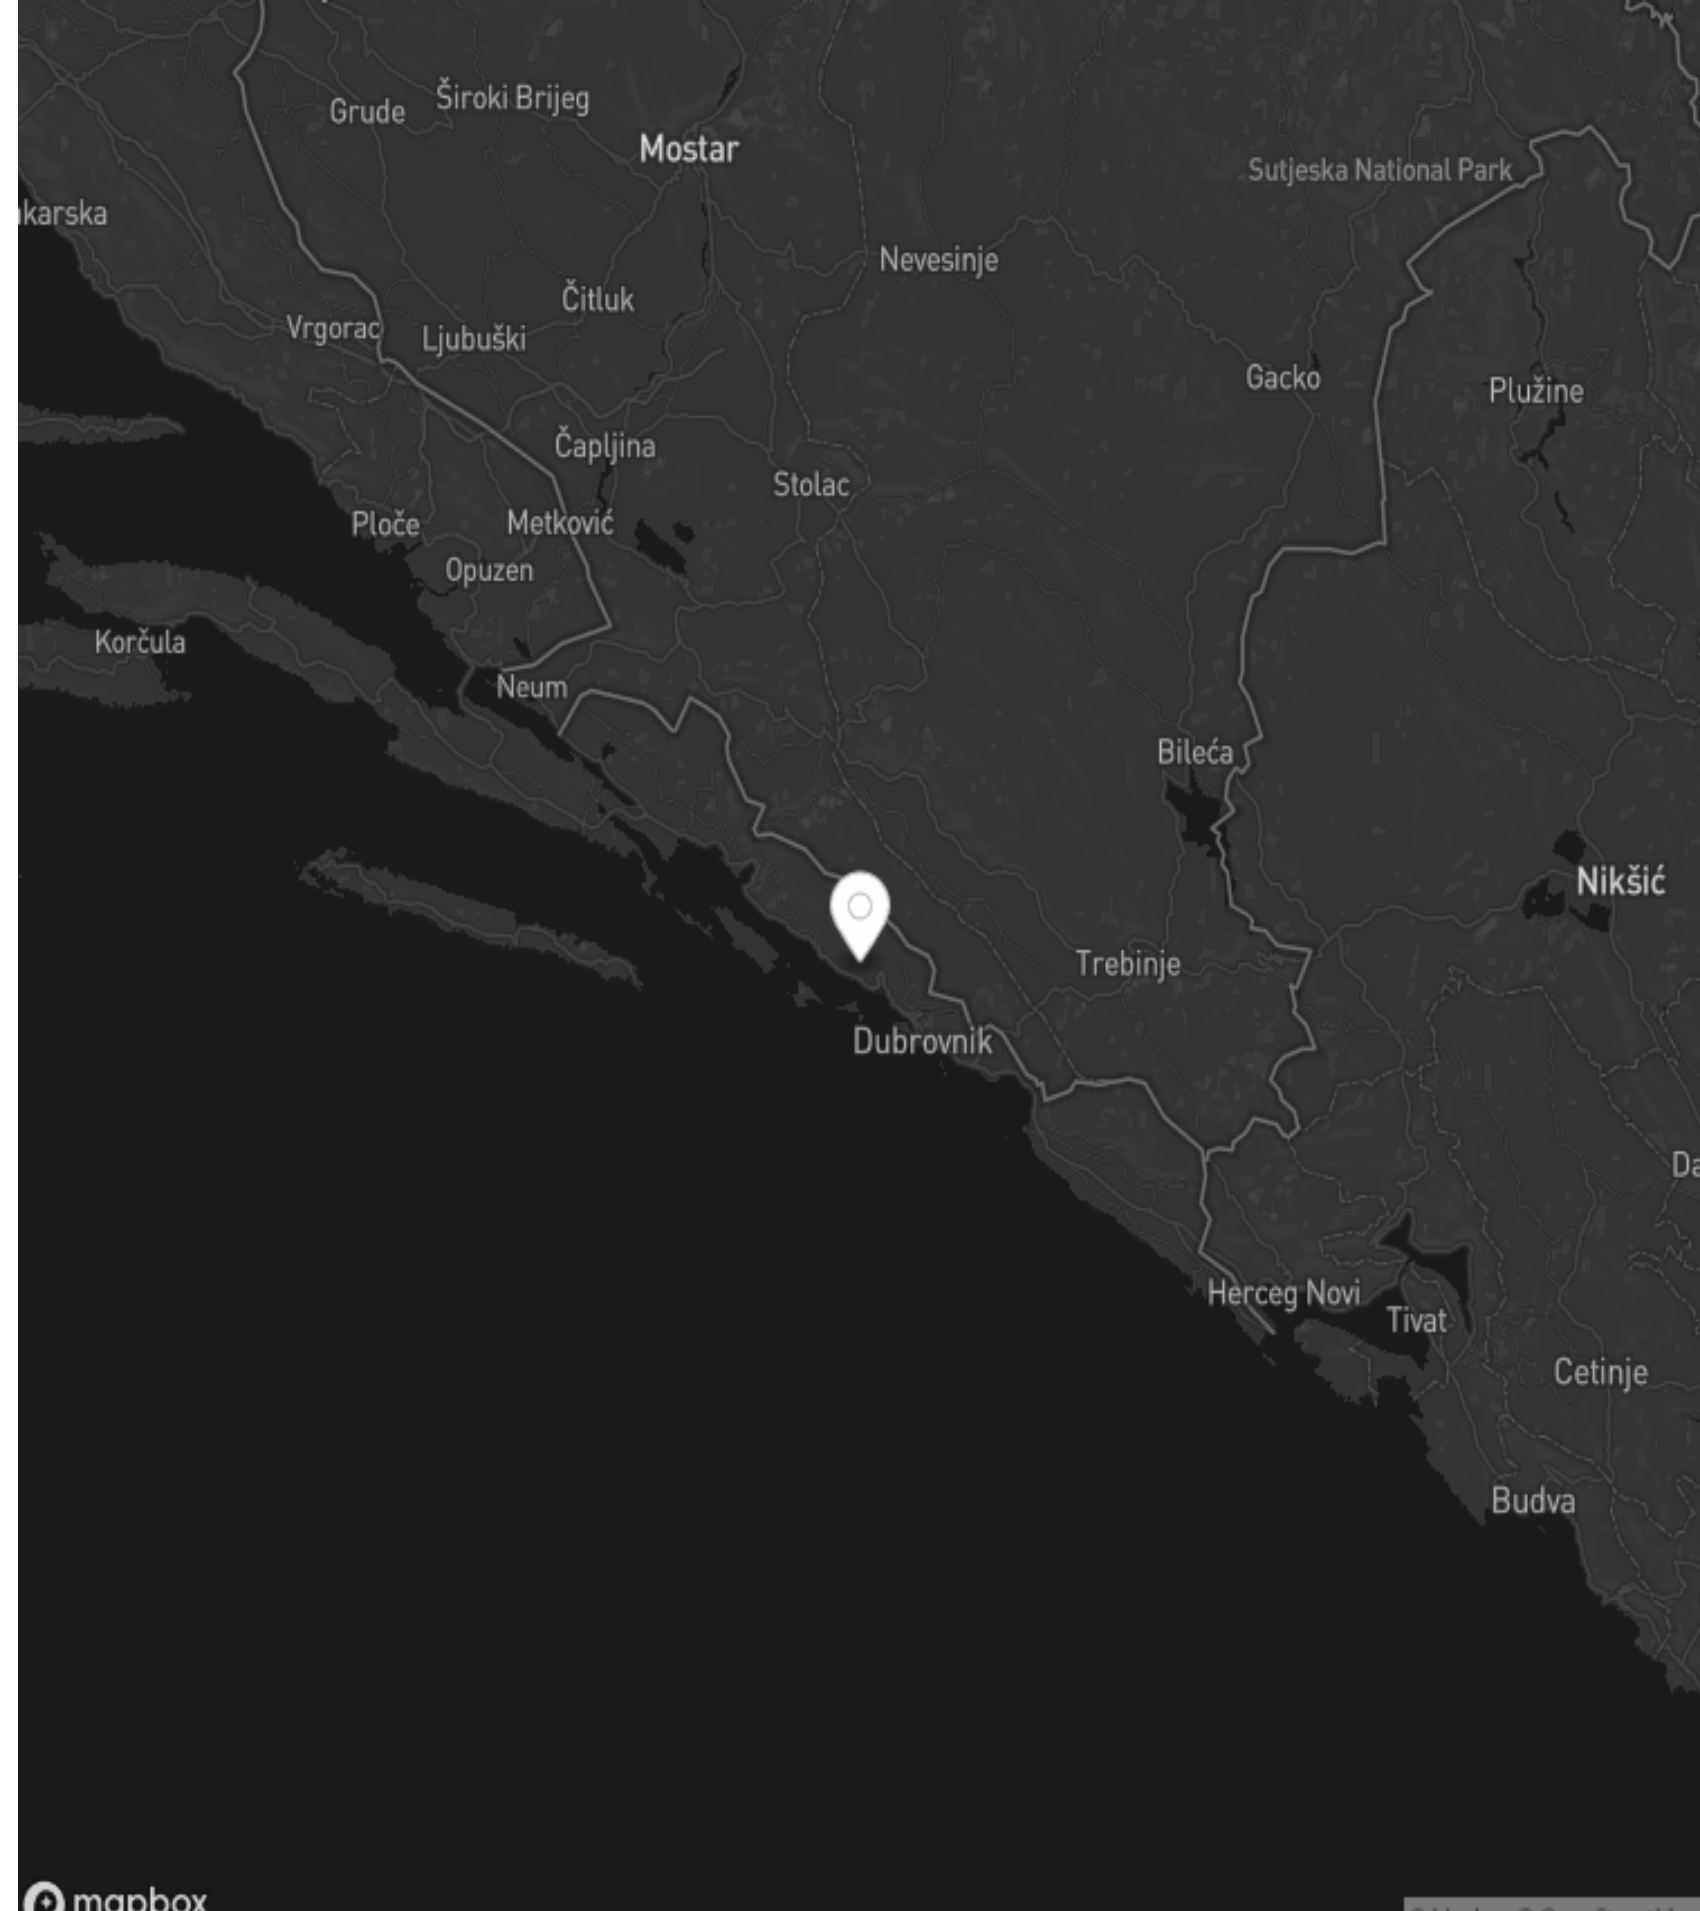 Široki Brijeg
Grude
Mostar
Sutjeska National Park
karska
Nevesinje
Čitluk
Vrgorac
Ljubuški
Gacko
Plužine
Čapljina
Stolac
Ploče
Metković
Opuzen
Korčula
Neum
Bileća
Nikšić
Trebinje
Dubrovnik
Da
Herceg Novi
Tivat
Cetinje
Budva
mapbox